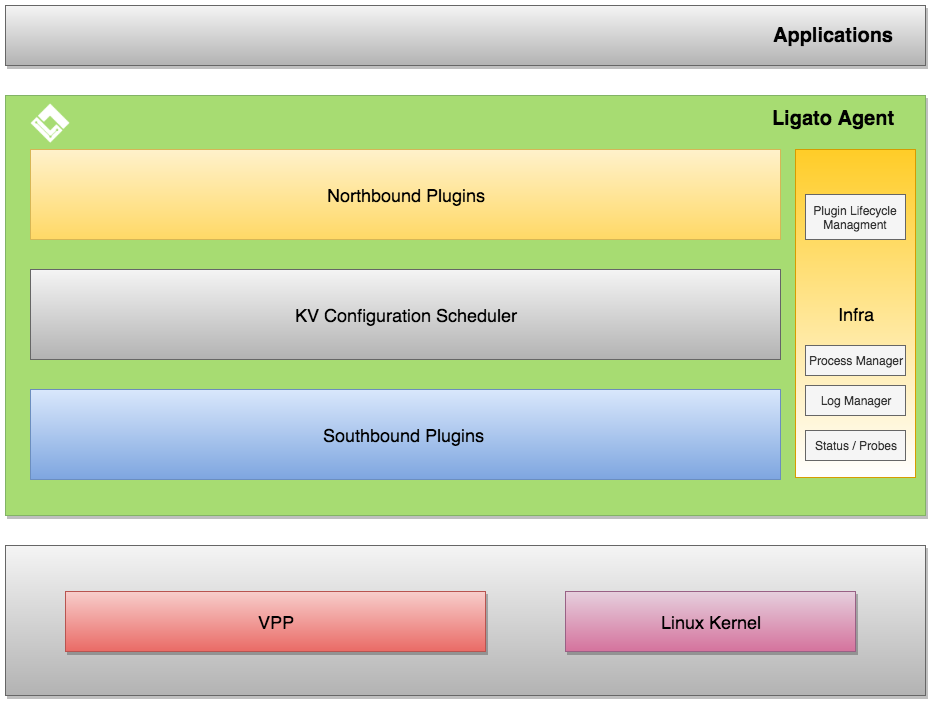 Applications
Ligato Agent
Northbound Plugins
Plugin Lifecycle
Managment
KV Configuration Scheduler
Infra
Process Manager
Log Manager
Southbound Plugins
Status / Probes
VPP
Linux Kernel